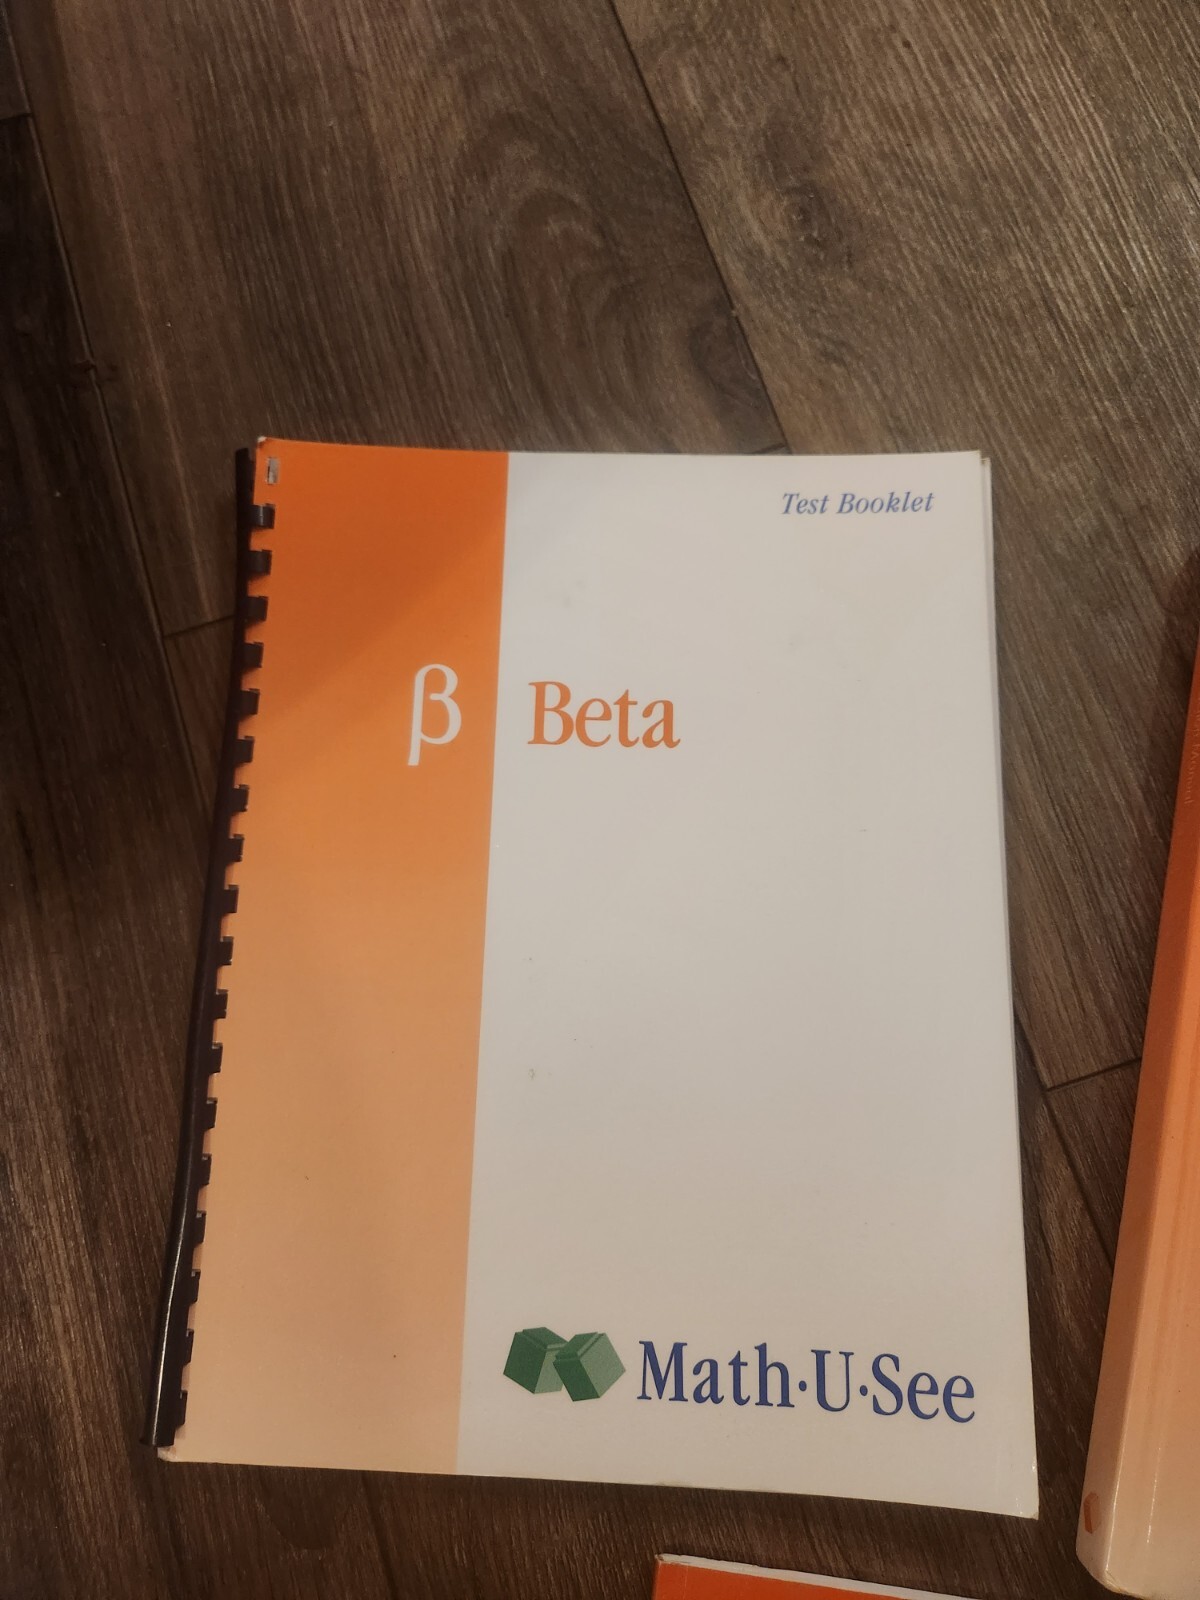 Test Booklet
β Beta
Math·U·See